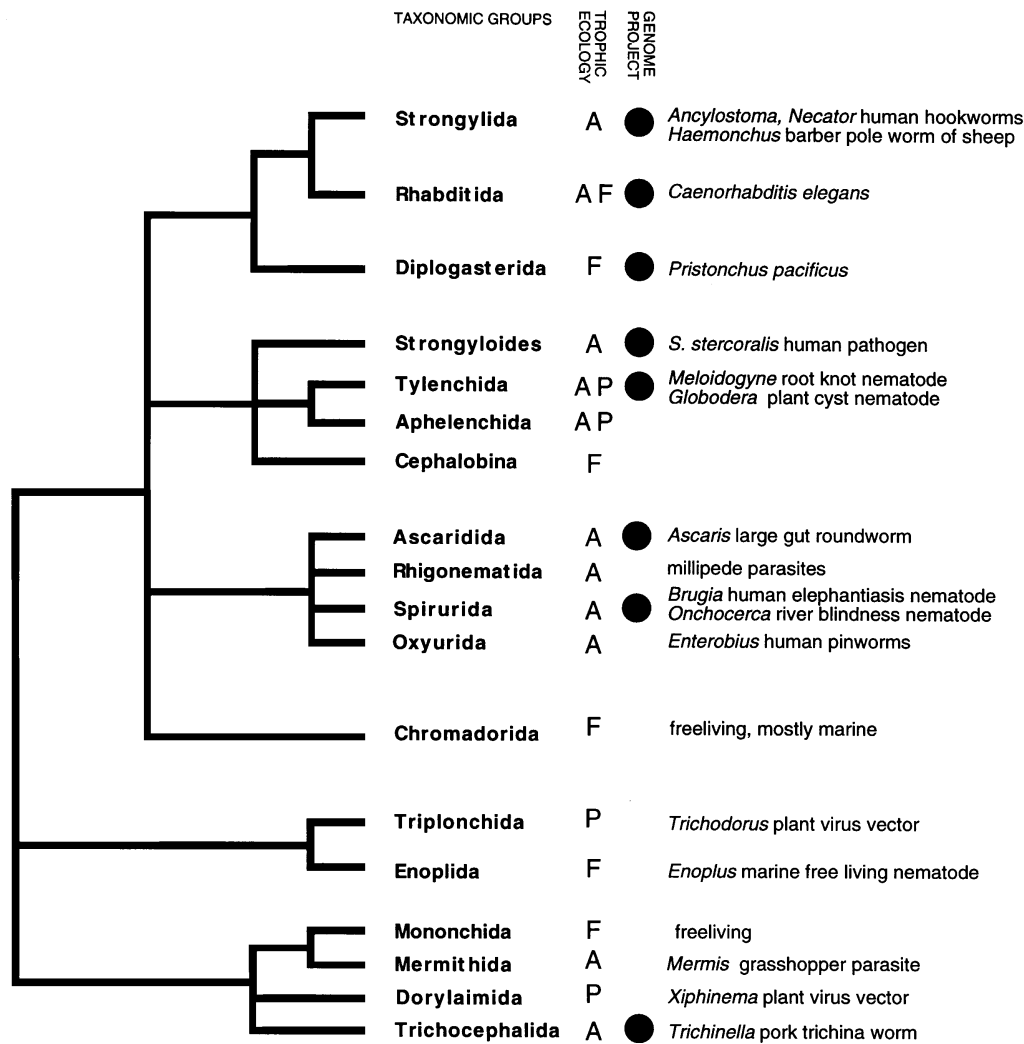 TAXONOMIC GROUPS
TROPHIC ECOLOGY
GENOME PROJECT
Strongylida A Ancylostoma, Necator human hookworms
Haemonchus barber pole worm of sheep
Rhabditida A F Caenorhabditis elegans
Diplogasterida F Pristonchus pacificus
Strongyloides A S. stercoralis human pathogen
Tylenchida A P Meloidogyne root knot nematode
Globodera plant cyst nematode
Aphelenchida A P
Cephalobina F
Ascaridida A Ascaris large gut roundworm
Rhigonematida A millipede parasites
Spirurida A Brugia human elephantiasis nematode
Onchocerca river blindness nematode
Oxyurida A Enterobius human pinworms
Chromadorida F freeliving, mostly marine
Triplonchida P Trichodorus plant virus vector
Enoplida F Enoplus marine free living nematode
Mononchida F freeliving
Mermithida A Mermis grasshopper parasite
Dorylaimida P Xiphinema plant virus vector
Trichocephalida A Trichinella pork trichina worm